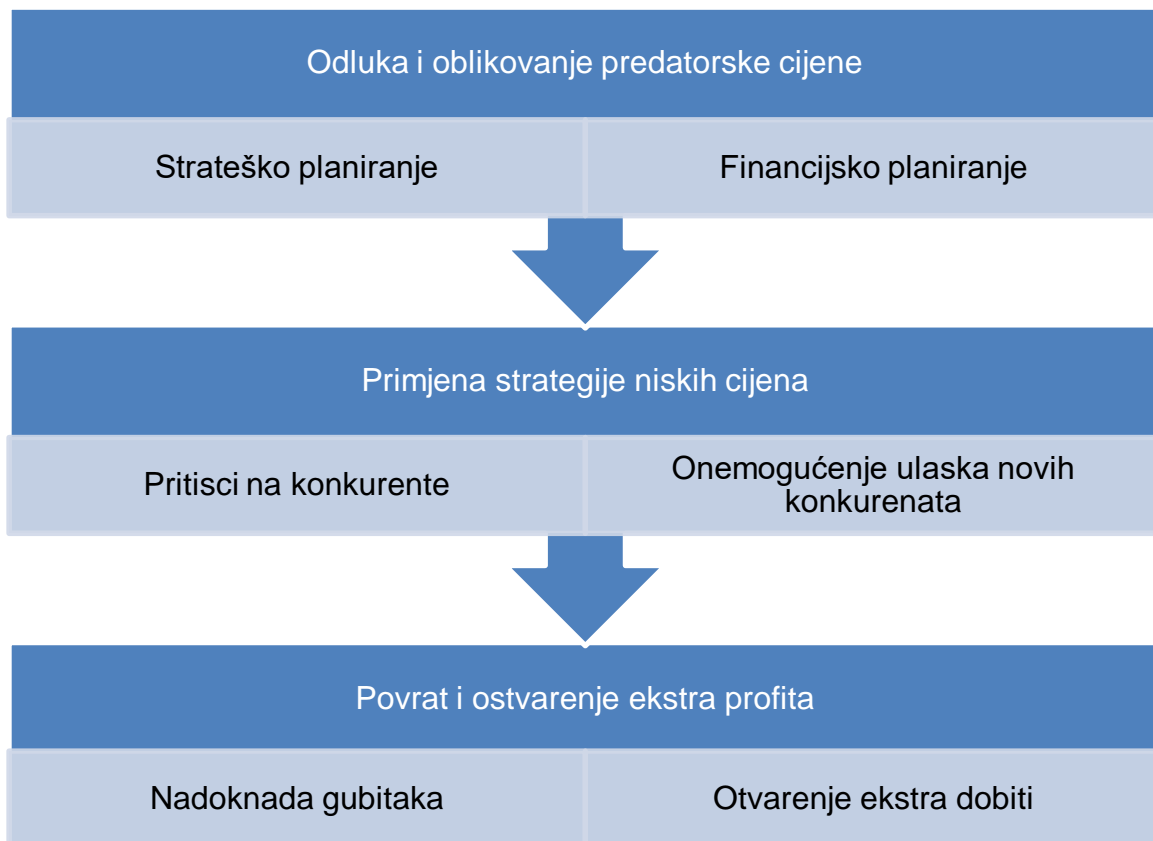 Odluka i oblikovanje predatorske cijene
Strateško planiranje
Financijsko planiranje
Primjena strategije niskih cijena
Pritisci na konkurente
Onemogućenje ulaska novih
konkurenata
Povrat i ostvarenje ekstra profita
Nadoknada gubitaka
Otvarenje ekstra dobiti